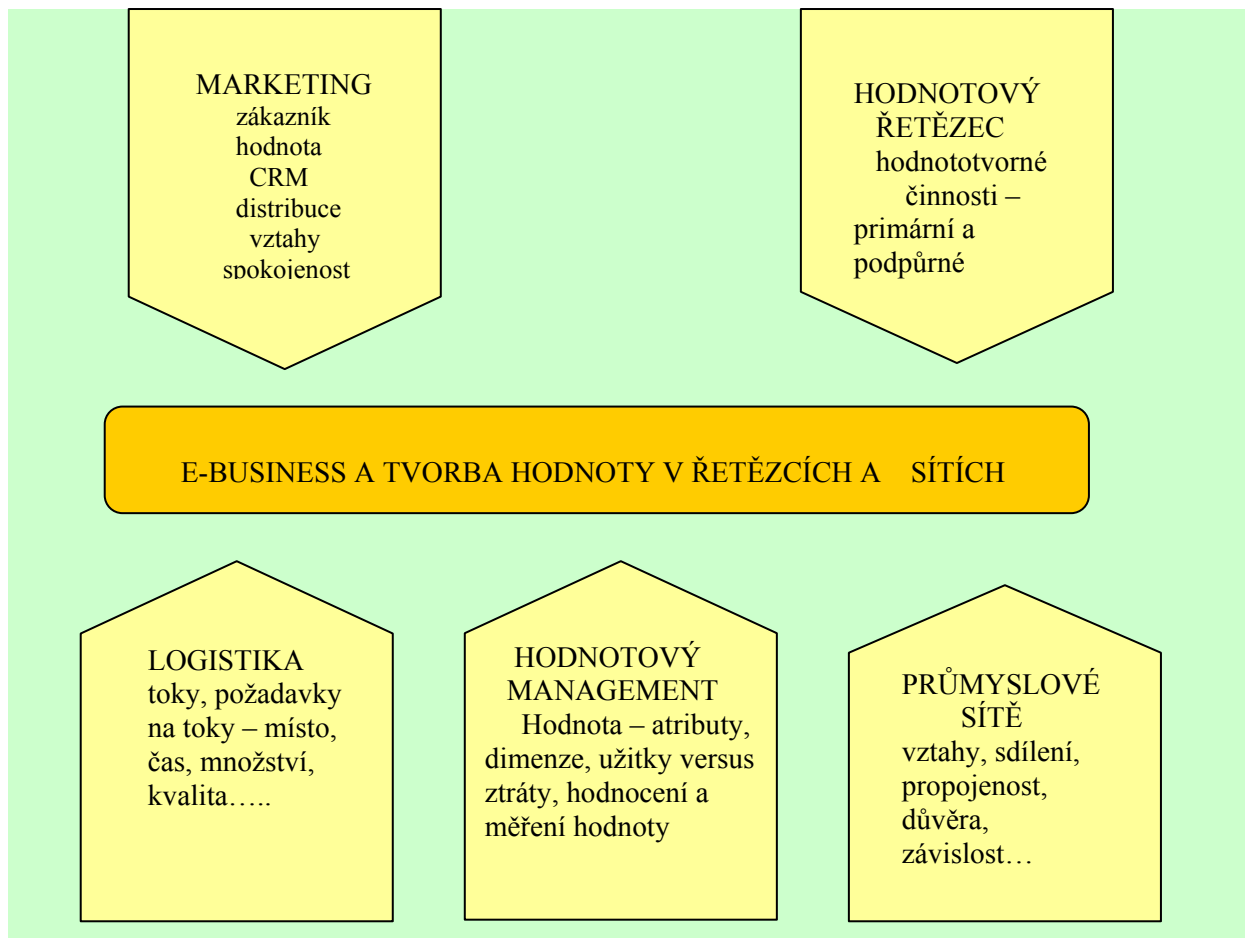 MARKETING
zákazník
hodnota
CRM
distribuce
vztahy
spokojenost
HODNOTOVÝ
ŘETĚZEC
hodnototvorné
činnosti –
primární a
podpůrné
E-BUSINESS A TVORBA HODNOTY V ŘETĚZCÍCH A SÍTÍCH
LOGISTIKA
toky, požadavky
na toky – místo,
čas, množství,
kvalita…..
HODNOTOVÝ
MANAGEMENT
Hodnota – atributy,
dimenze, užitky versus
ztráty, hodnocení a
měření hodnoty
PRŮMYSLOVÉ
SÍTĚ
vztahy, sdílení,
propojenost,
důvěra,
závislost…